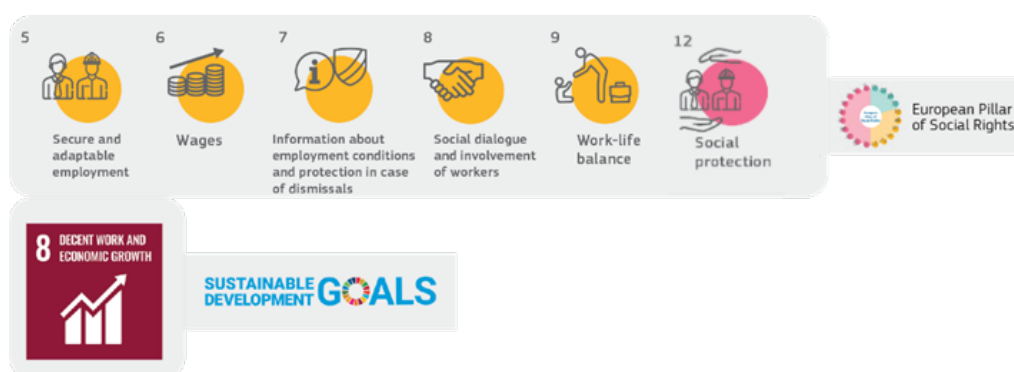 5
6
7
8
9
12
Secure and
adaptable
employment
Wages
Information about
employment conditions
and protection in case
of dismissals
Social dialogue
and involvement
of workers
Work-life
balance
Social
protection
European Pillar
of Social Rights
8 DECENT WORK AND
ECONOMIC GROWTH
SUSTAINABLE
DEVELOPMENT GOALS